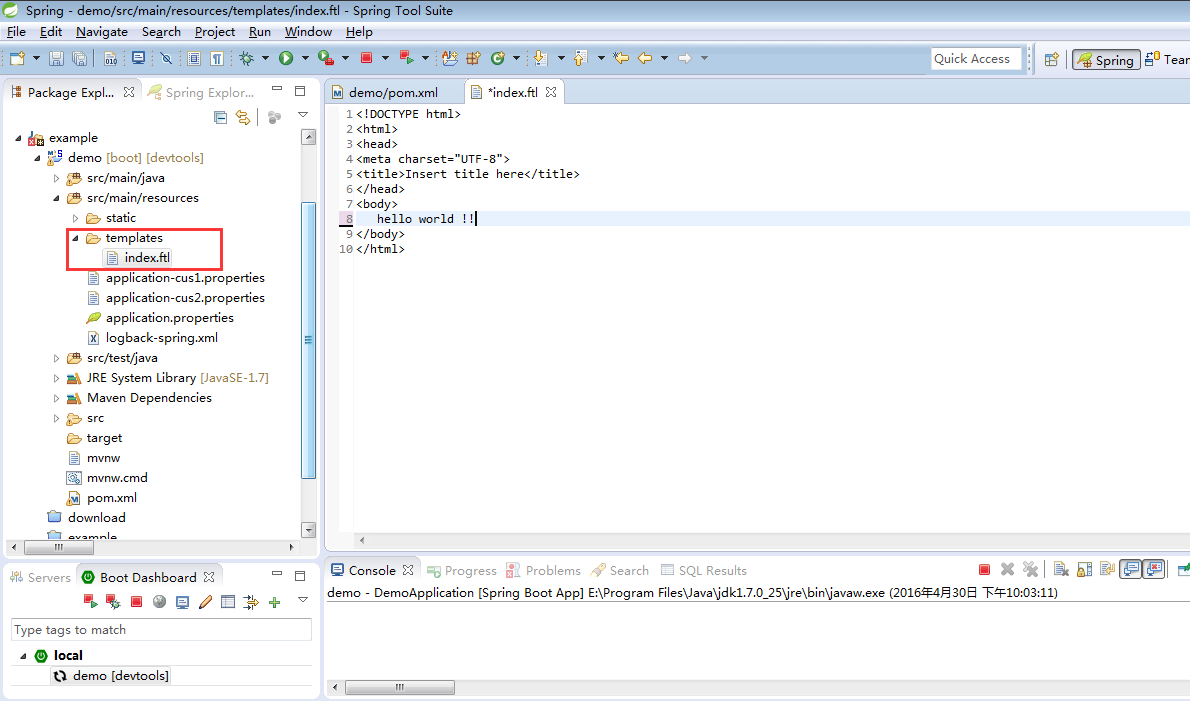 Spring - demo/src/main/resources/templates/index.ftl - Spring Tool Suite
File Edit Navigate Search Project Run Window Help
Quick Access Spring Tean
Package Expl... Spring Explor...
example
demo [boot] [devtools]
src/main/java
src/main/resources
static
templates
index.ftl
application-cus1.properties
application-cus2.properties
application.properties
logback-spring.xml
src/test/java
JRE System Library [JavaSE-1.7]
Maven Dependencies
src
target
mvnw
mvnw.cmd
pom.xml
download
example
demo/pom.xml *index.ftl
1 <!DOCTYPE html>
2 <html>
3 <head>
4 <meta charset="UTF-8">
5 <title>Insert title here</title>
6 </head>
7 <body>
8 hello world !!
9 </body>
10 </html>
Servers Boot Dashboard
Type tags to match
local
demo [devtools]
Console Progress Problems Search SQL Results
demo - DemoApplication [Spring Boot App] E:\Program Files\Java\jdk1.7.0_25\jre\bin\javaw.exe (2016年4月30日 下午10:03:11)